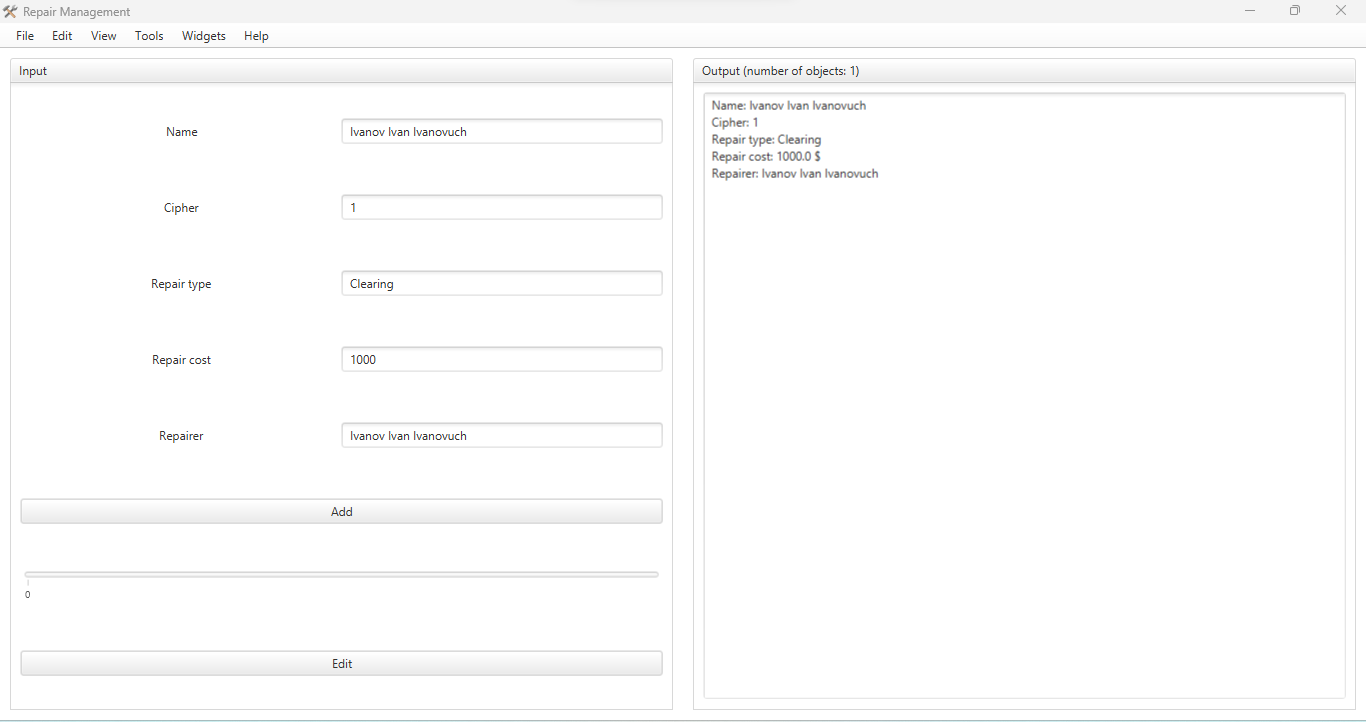 Repair Management
File Edit View Tools Widgets Help
Input
Name Ivanov Ivan Ivanovuch
Cipher 1
Repair type Clearing
Repair cost 1000
Repairer Ivanov Ivan Ivanovuch
Add
0
Edit
Output (number of objects: 1)
Name: Ivanov Ivan Ivanovuch
Cipher: 1
Repair type: Clearing
Repair cost: 1000.0 $
Repairer: Ivanov Ivan Ivanovuch